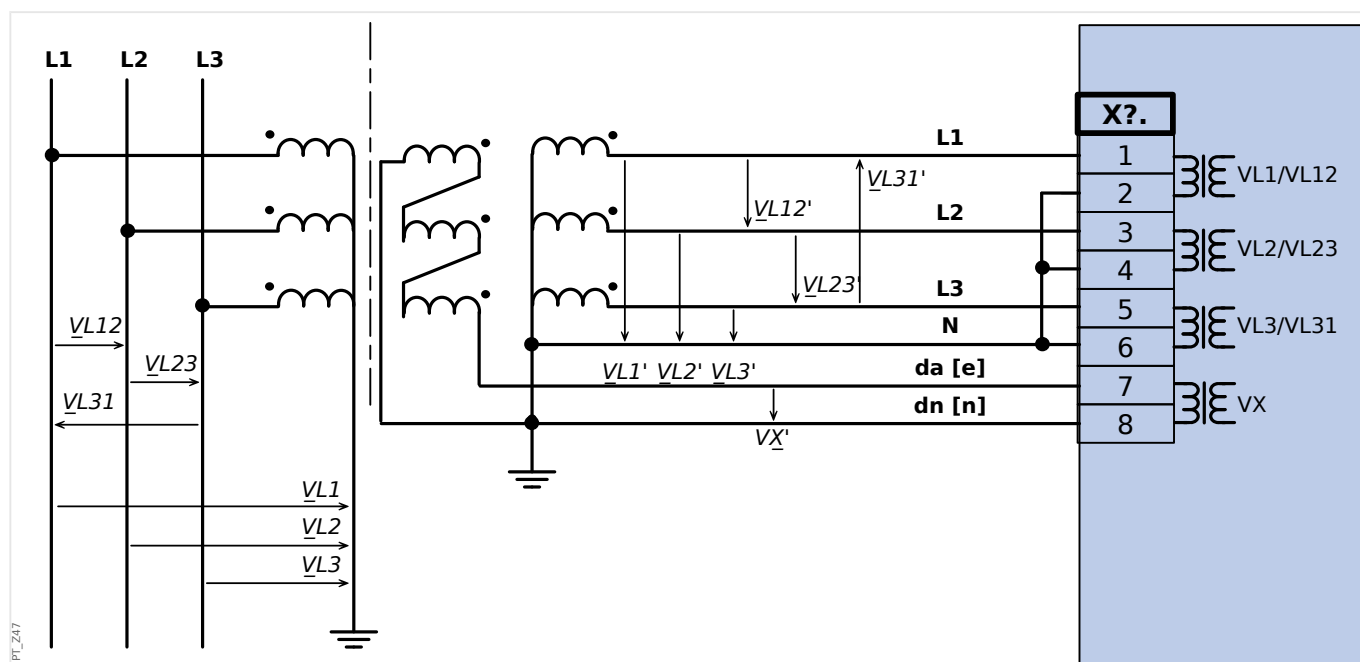 L1 L2 L3
X?.
L1
1
VL1/VL12
VL31'
2
VL12'
L2
3
VL2/VL23
4
VL23'
L3
5
VL3/VL31
N
6
VL12
VL23
VL31
VL1' VL2' VL3'
da [e]
7
VX
dn [n]
8
VX'
VL1
VL2
VL3
PT_Z47